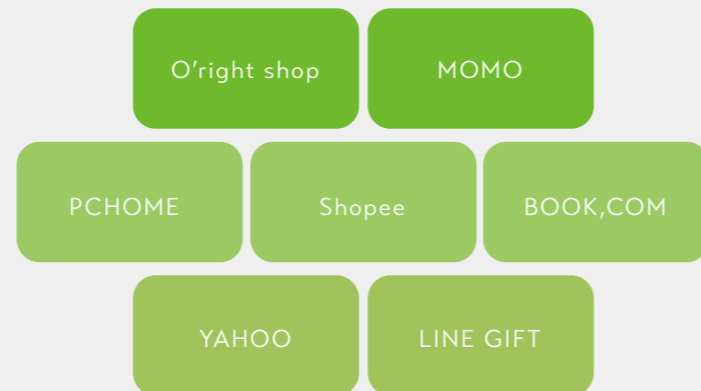 O’right shop
MOMO
PCHOME
Shopee
BOOK,COM
YAHOO
LINE GIFT